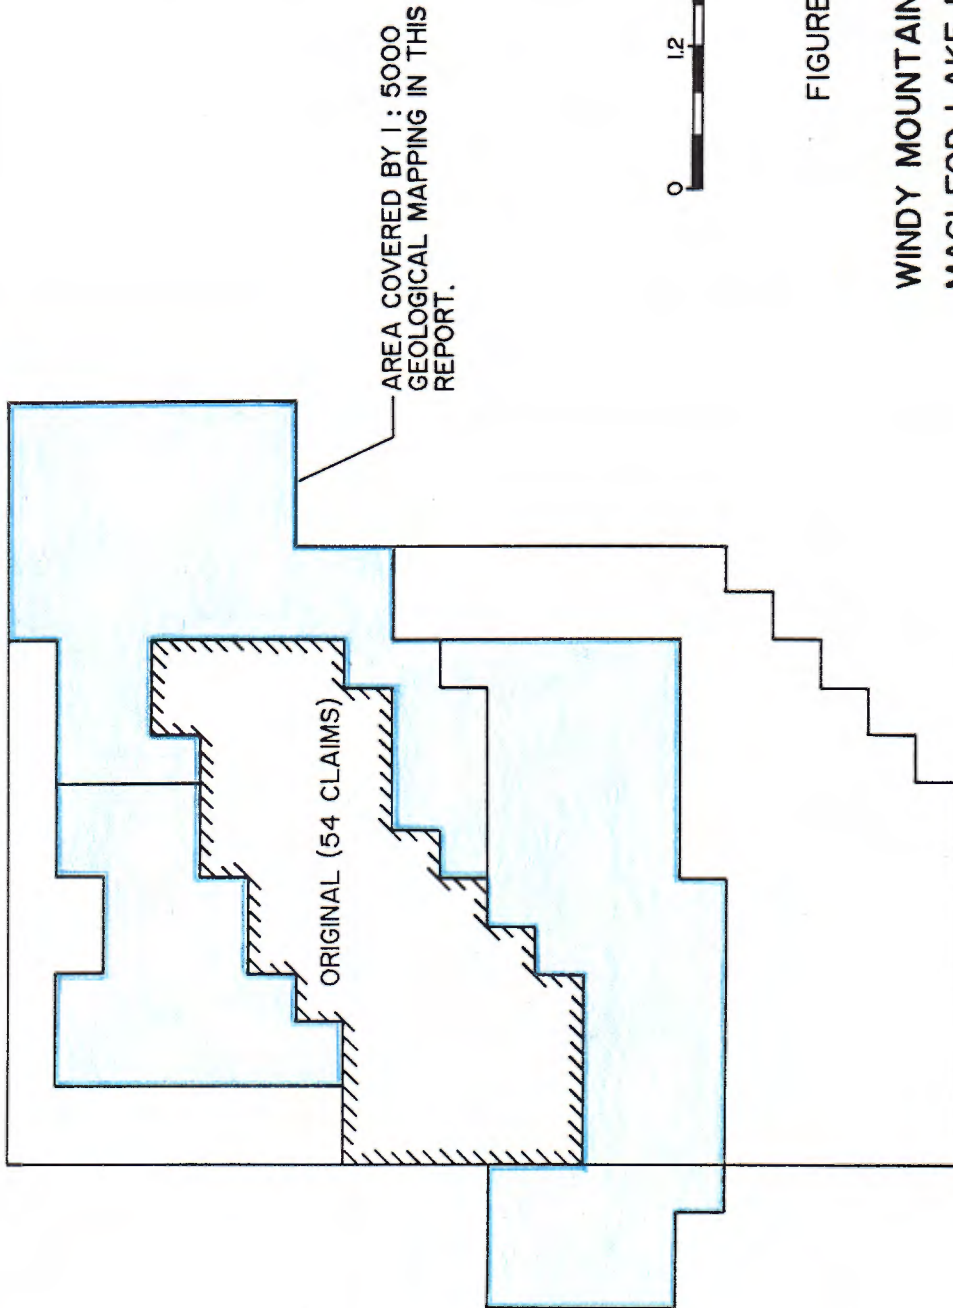 AREA COVERED BY 1 : 5000
GEOLOGICAL MAPPING IN THIS
REPORT.
ORIGINAL (54 CLAIMS)
0 1.2
FIGURE
WINDY MOUNTAIN